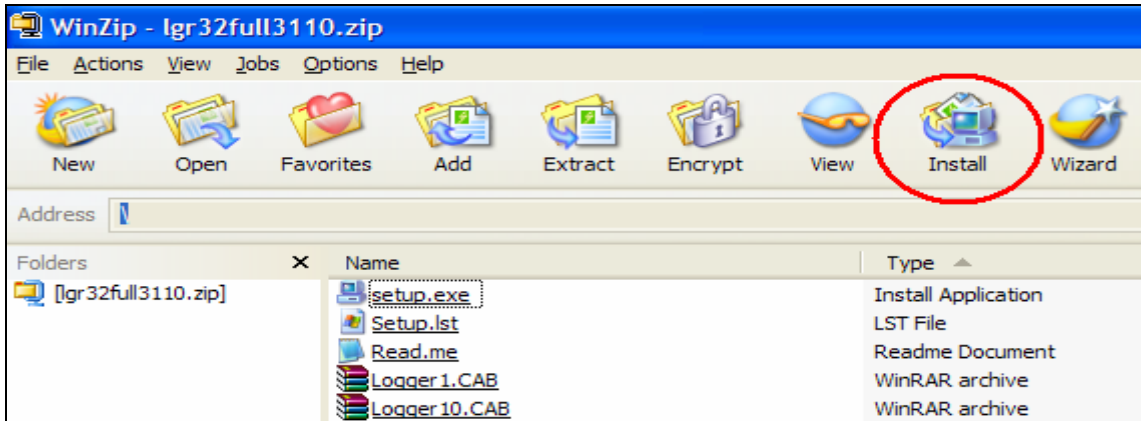 WinZip - lgr32full3110.zip
File Actions View Jobs Options Help
New Open Favorites Add Extract Encrypt View Install Wizard
Address \
Folders × Name Type
[lgr32full3110.zip] setup.exe Install Application
Setup.lst LST File
Read.me Readme Document
Logger1.CAB WinRAR archive
Logger10.CAB WinRAR archive